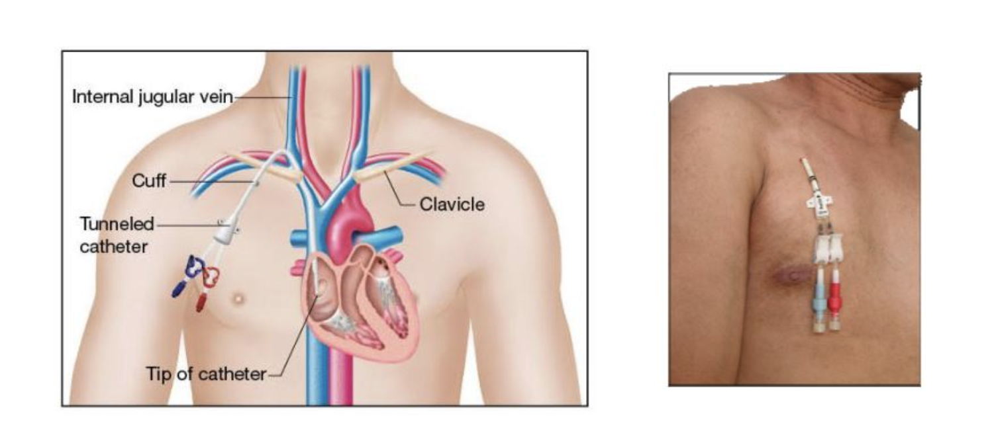 Internal jugular vein
Cuff
Clavicle
Tunneled
catheter
Tip of catheter